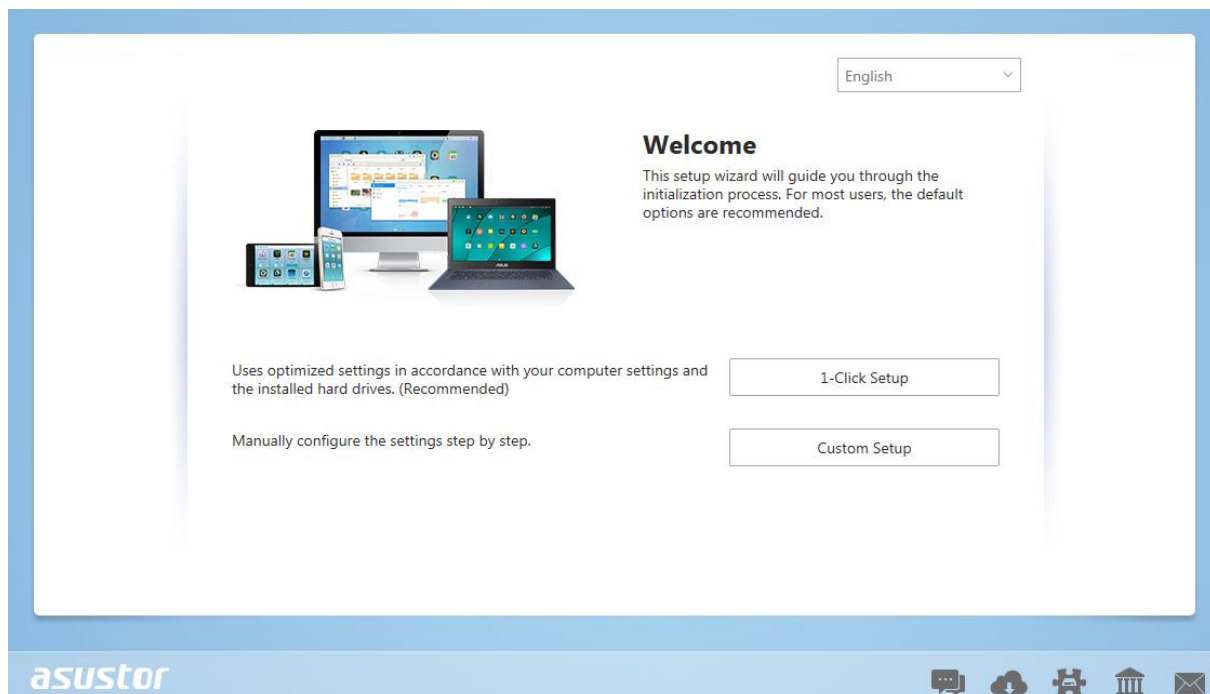 English
Welcome
This setup wizard will guide you through the
initialization process. For most users, the default
options are recommended.
Uses optimized settings in accordance with your computer settings and
the installed hard drives. (Recommended)
1-Click Setup
Manually configure the settings step by step.
Custom Setup
asustor